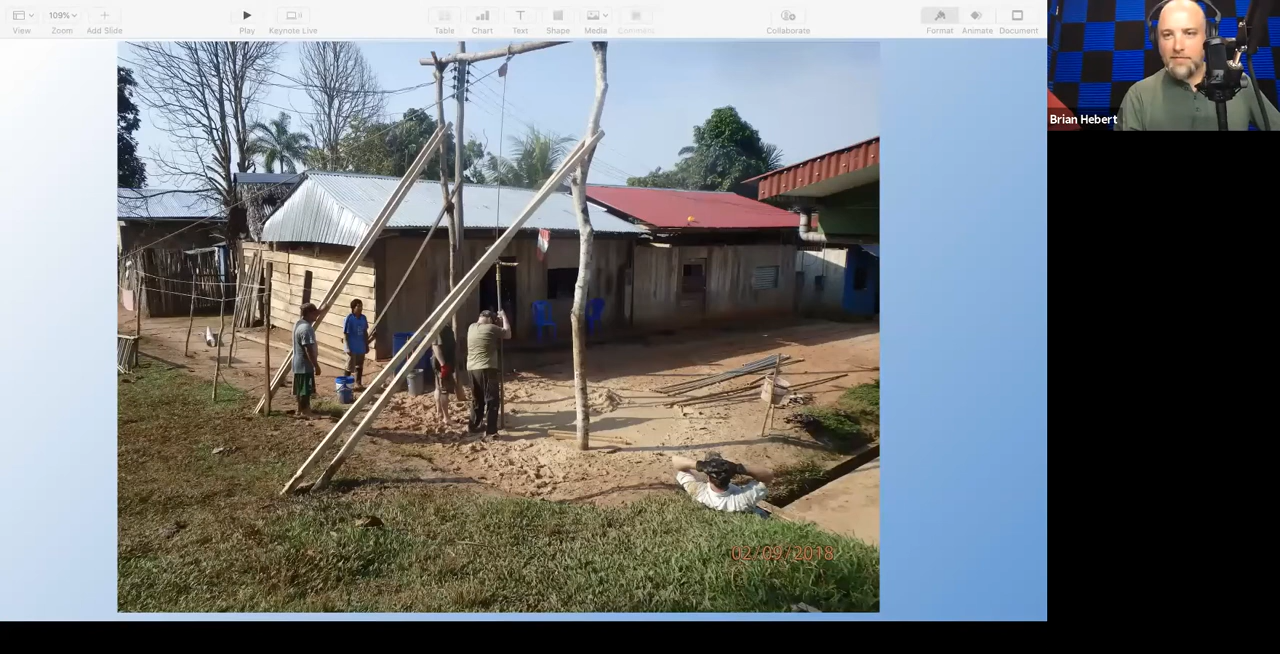 View
109%
Zoom
Add Slide
Play
Keynote Live
Table
Chart
Text
Shape
Media
Comment
Collaborate
Format
Animate
Document
Brian Hebert
02/09/2018